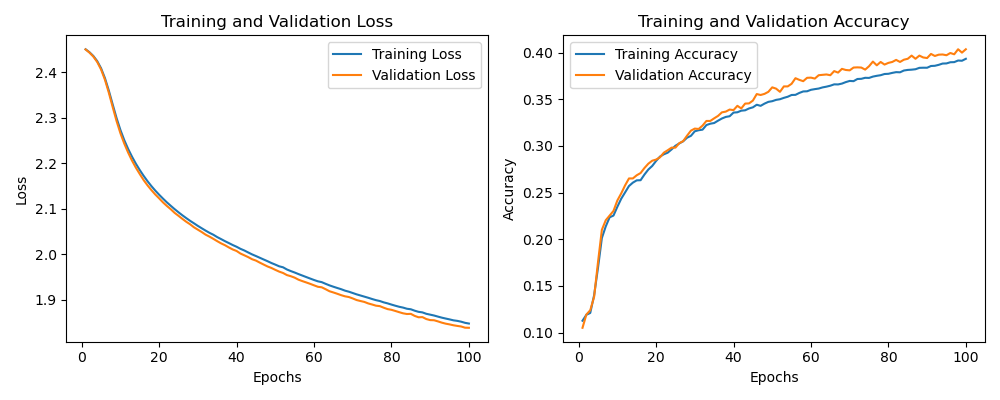 Training and Validation Loss
Training Loss
Validation Loss
2.4
2.3
2.2
2.1
2.0
1.9
Loss
0
20
40
60
80
100
Epochs
Training and Validation Accuracy
Training Accuracy
Validation Accuracy
0.40
0.35
0.30
0.25
0.20
0.15
0.10
Accuracy
0
20
40
60
80
100
Epochs